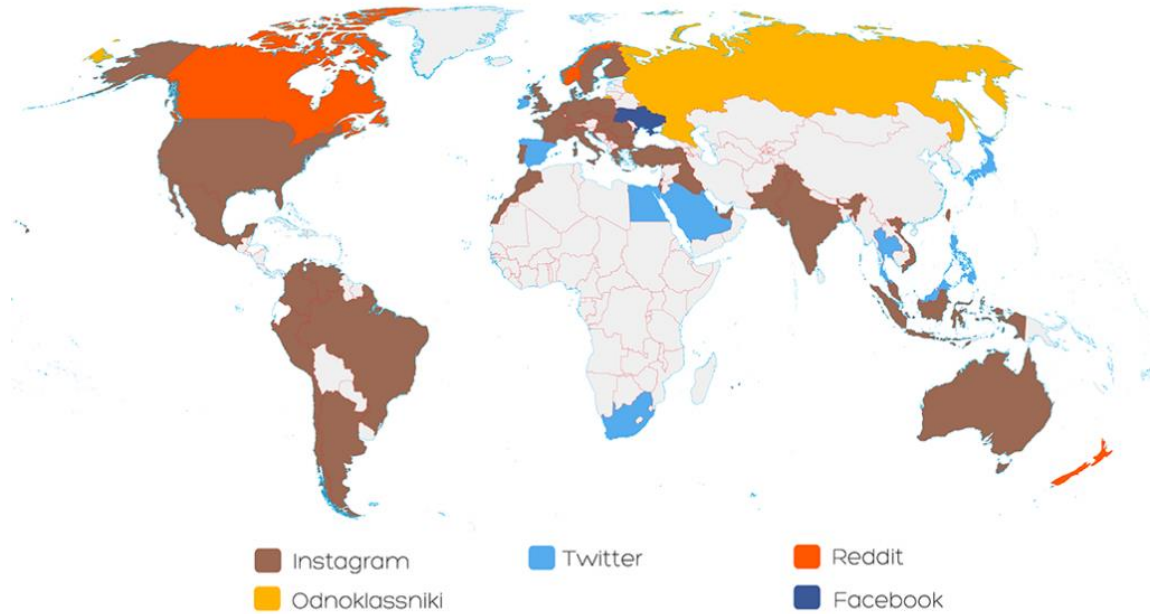 Instagram
Twitter
Reddit
Odnoklassniki
Facebook